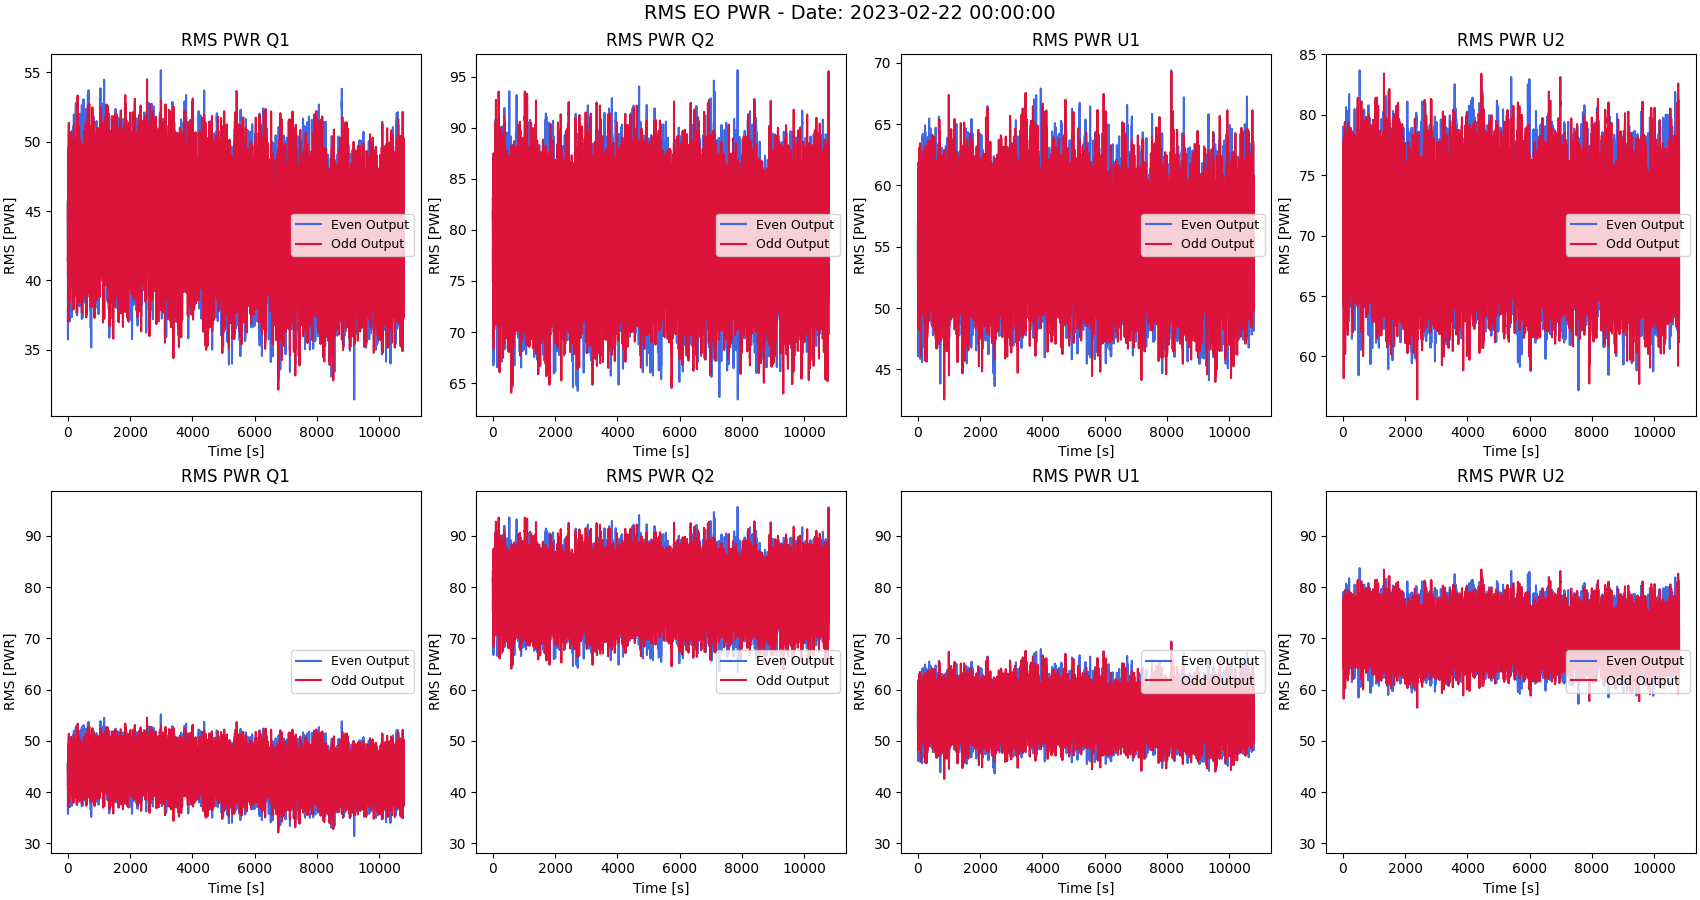 RMS EO PWR - Date: 2023-02-22 00:00:00
RMS PWR Q1
RMS [PWR]
55
50
45
40
35
Even Output
Odd Output
0 2000 4000 6000 8000 10000
Time [s]
RMS PWR Q2
RMS [PWR]
95
90
85
80
75
70
65
Even Output
Odd Output
0 2000 4000 6000 8000 10000
Time [s]
RMS PWR U1
RMS [PWR]
70
65
60
55
50
45
Even Output
Odd Output
0 2000 4000 6000 8000 10000
Time [s]
RMS PWR U2
RMS [PWR]
85
80
75
70
65
60
Even Output
Odd Output
0 2000 4000 6000 8000 10000
Time [s]
RMS PWR Q1
RMS [PWR]
90
80
70
60
50
40
30
Even Output
Odd Output
0 2000 4000 6000 8000 10000
Time [s]
RMS PWR Q2
RMS [PWR]
90
80
70
60
50
40
30
Even Output
Odd Output
0 2000 4000 6000 8000 10000
Time [s]
RMS PWR U1
RMS [PWR]
90
80
70
60
50
40
30
Even Output
Odd Output
0 2000 4000 6000 8000 10000
Time [s]
RMS PWR U2
RMS [PWR]
90
80
70
60
50
40
30
Even Output
Odd Output
0 2000 4000 6000 8000 10000
Time [s]